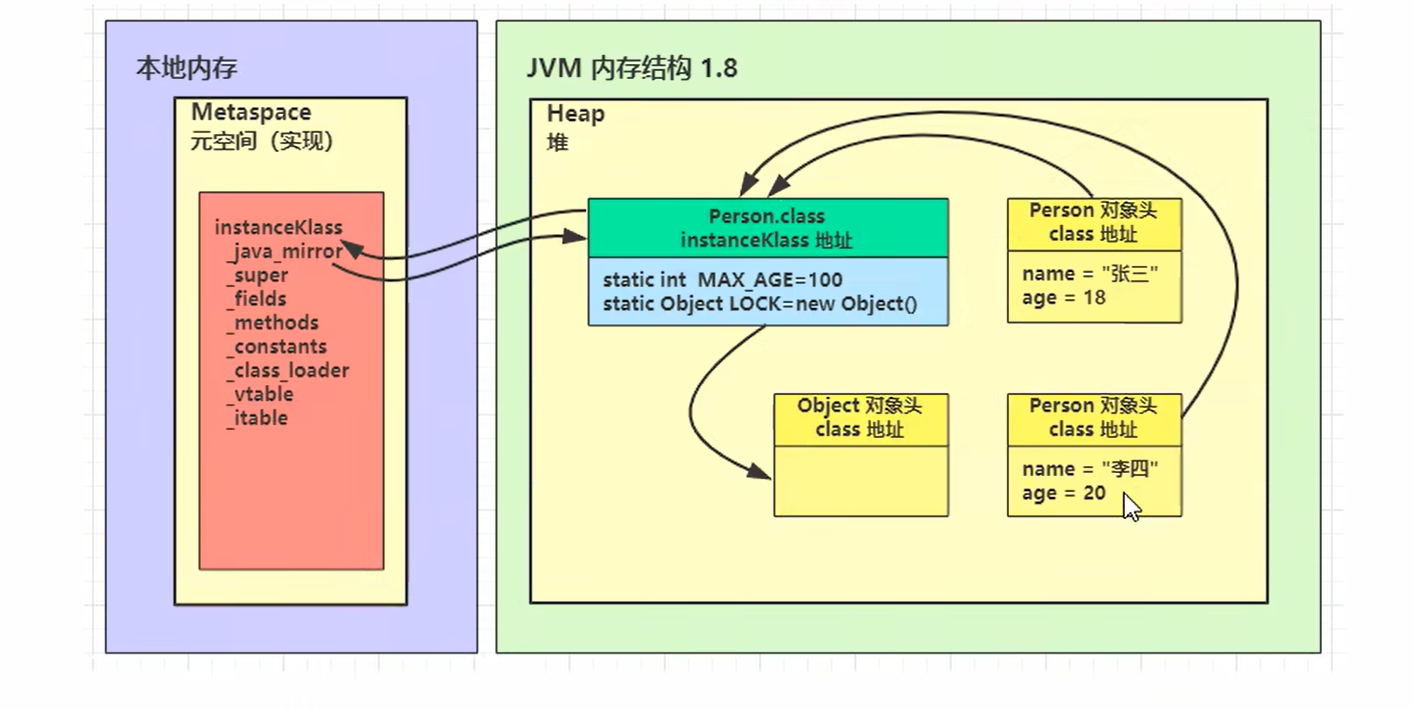 本地内存
Metaspace
元空间（实现）
instanceKlass
_java_mirror
_super
_fields
_methods
_constants
_class_loader
_vtable
_itable
JVM 内存结构 1.8
Heap
堆
Person.class
instanceKlass 地址
static int MAX_AGE=100
static Object LOCK=new Object()
Person 对象头
class 地址
name = "张三"
age = 18
Object 对象头
class 地址
Person 对象头
class 地址
name = "李四"
age = 20